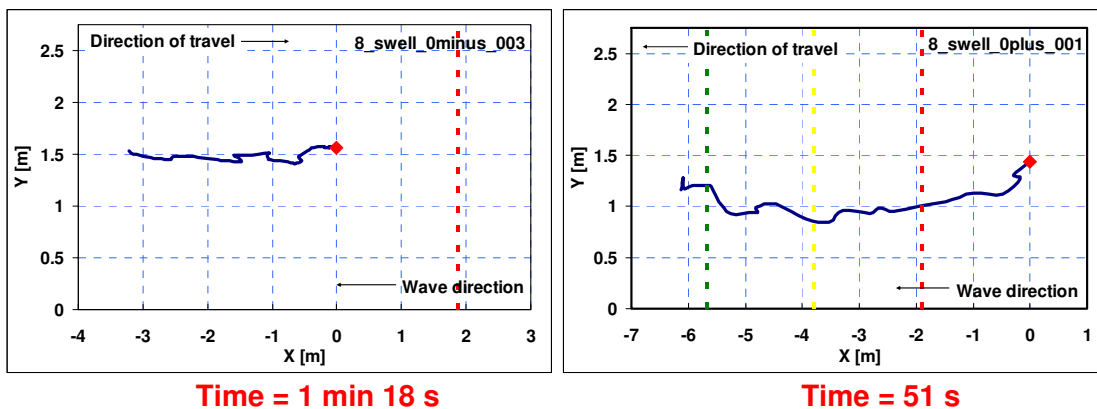 Direction of travel
8_swell_0minus_003
2.5
2
1.5
1
0.5
0
Y [m]
Wave direction
-4 -3 -2 -1 0 1 2 3
X [m]
Time = 1 min 18 s
Direction of travel
8_swell_0plus_001
2.5
2
1.5
1
0.5
0
Y [m]
Wave direction
-7 -6 -5 -4 -3 -2 -1 0
X [m]
Time = 51 s